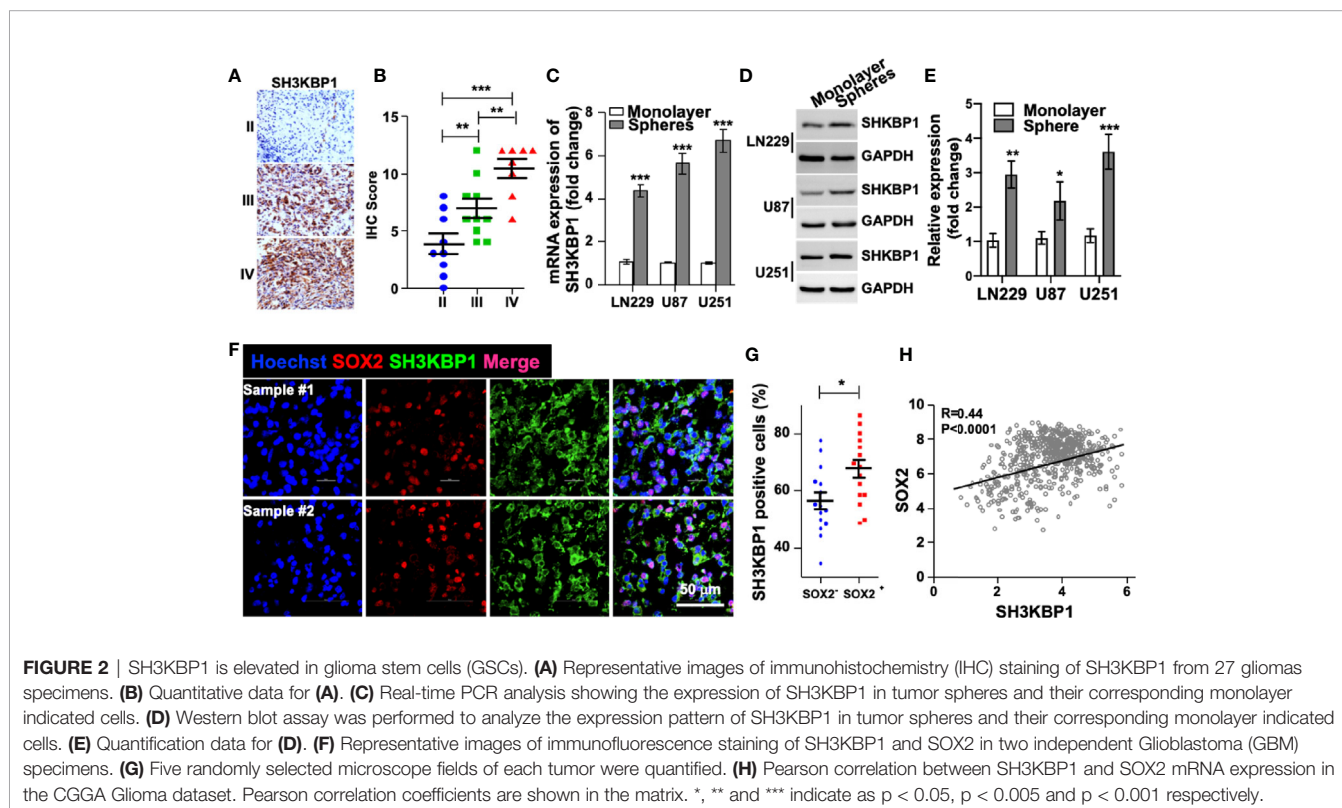 A
SH3KBP1
II
III
IV
B
IHC Score
15
10
5
0
***
**
**
II III IV
C
mRNA expression of
SH3KBP1 (fold change)
8
6
4
2
0
Monolayer
Spheres
***
***
***
LN229 U87 U251
D
Monolayer
Spheres
LN229
U87
U251
SHKBP1
GAPDH
SHKBP1
GAPDH
SHKBP1
GAPDH
E
Relative expression
(fold change)
5
4
3
2
1
0
Monolayer
Sphere
**
*
***
LN229 U87 U251
F
Hoechst SOX2 SH3KBP1 Merge
Sample #1
Sample #2
50 µm
G
SH3KBP1 positive cells (%)
80
60
40
*
SOX2- SOX2+
H
R=0.44
P<0.0001
SOX2
10
8
6
4
2
0
0 2 4 6
SH3KBP1
FIGURE 2 | SH3KBP1 is elevated in glioma stem cells (GSCs). (A) Representative images of immunohistochemistry (IHC) staining of SH3KBP1 from 27 gliomas
specimens. (B) Quantitative data for (A). (C) Real-time PCR analysis showing the expression of SH3KBP1 in tumor spheres and their corresponding monolayer
indicated cells. (D) Western blot assay was performed to analyze the expression pattern of SH3KBP1 in tumor spheres and their corresponding monolayer indicated
cells. (E) Quantification data for (D). (F) Representative images of immunofluorescence staining of SH3KBP1 and SOX2 in two independent Glioblastoma (GBM)
specimens. (G) Five randomly selected microscope fields of each tumor were quantified. (H) Pearson correlation between SH3KBP1 and SOX2 mRNA expression in
the CGGA Glioma dataset. Pearson correlation coefficients are shown in the matrix. *, ** and *** indicate as p < 0.05, p < 0.005 and p < 0.001 respectively.